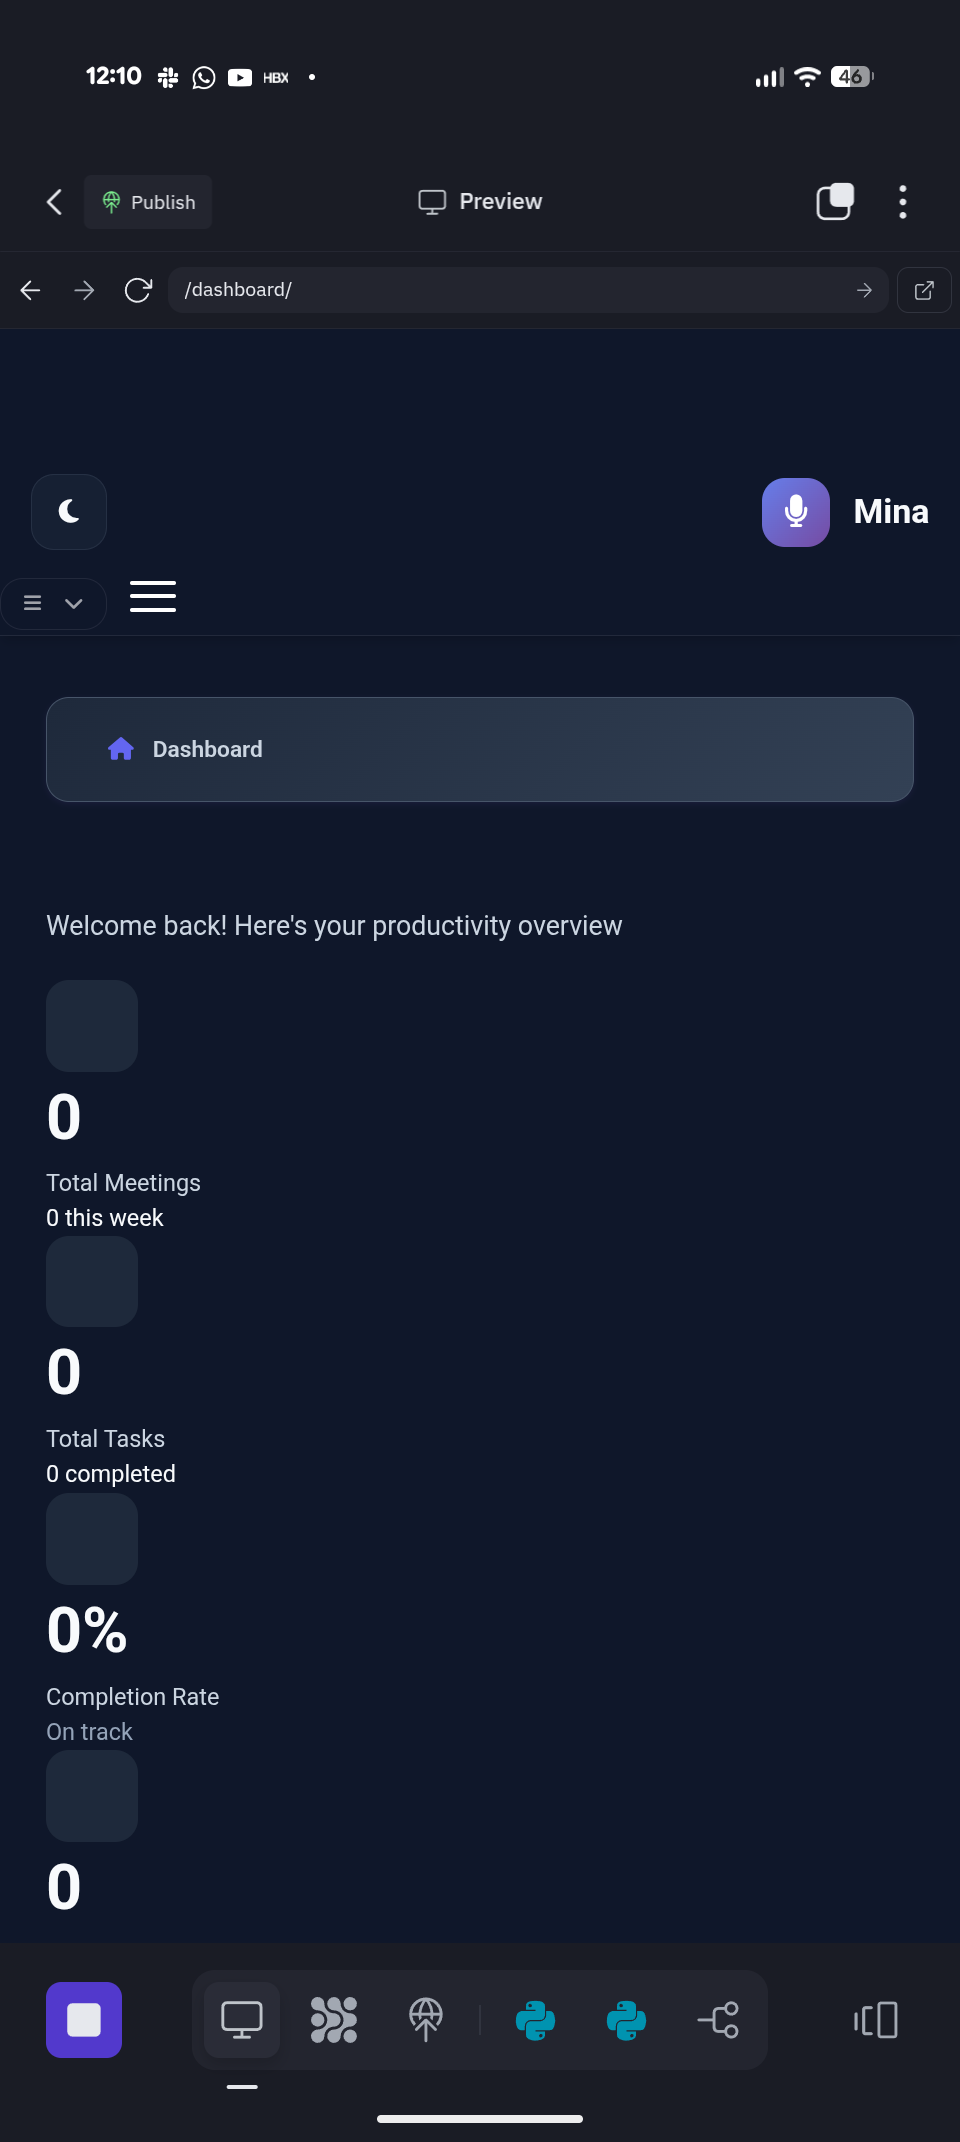 12:10 HBX 46
Publish Preview
/dashboard/
Mina
Dashboard
Welcome back! Here's your productivity overview
0
Total Meetings
0 this week
0
Total Tasks
0 completed
0%
Completion Rate
On track
0